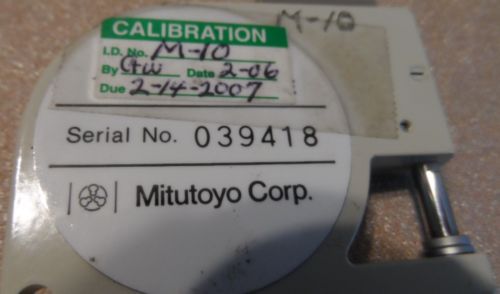 M-10
CALIBRATION
I.D. No. M-10
By GW Date 2-06
Due 2-14-2007
Serial No. 039418
Mitutoyo Corp.